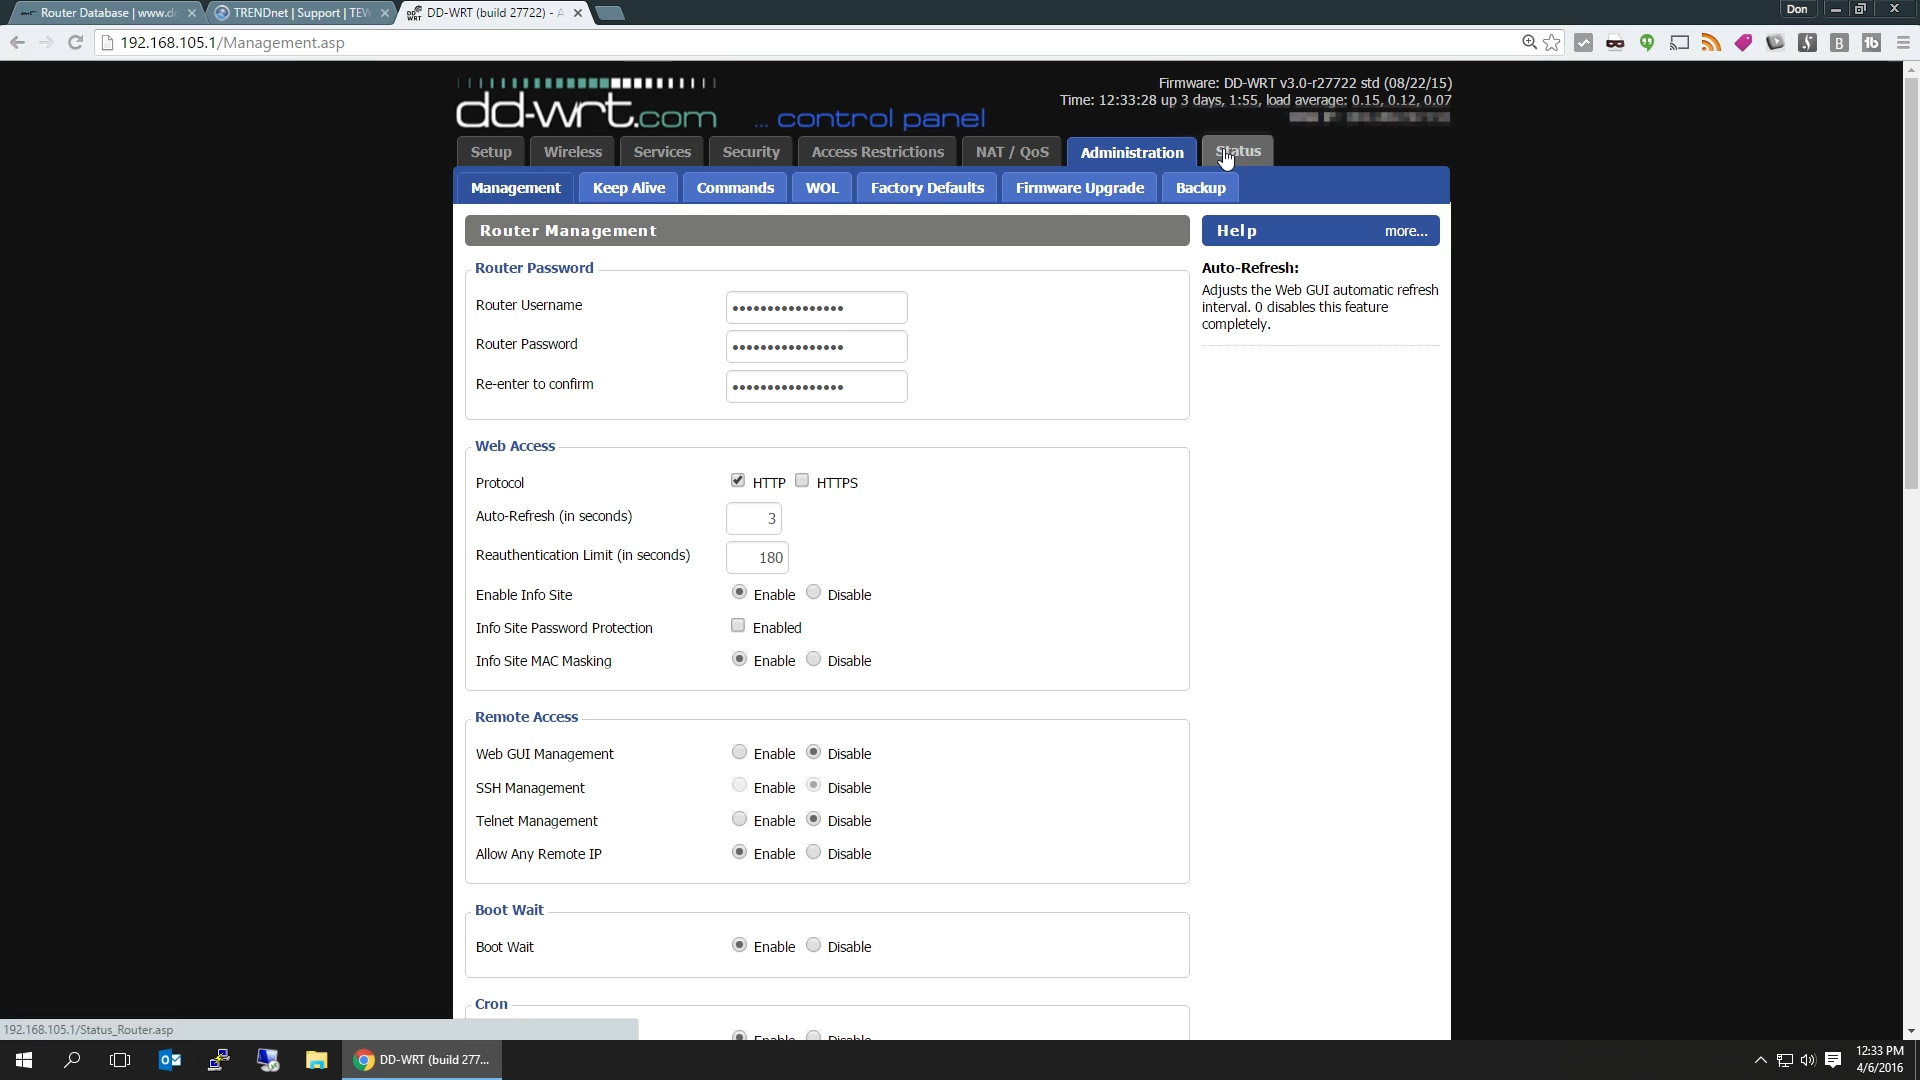 Router Database | www.d
TRENDnet | Support | TEW
DD-WRT (build 27722) - A
Don
192.168.105.1/Management.asp
Firmware: DD-WRT v3.0-r27722 std (08/22/15)
Time: 12:33:28 up 3 days, 1:55, load average: 0.15, 0.12, 0.07
dd-wrt.com ... control panel
Setup Wireless Services Security Access Restrictions NAT / QoS Administration Status
Management Keep Alive Commands WOL Factory Defaults Firmware Upgrade Backup
Router Management
Help more...
Router Password
Auto-Refresh:
Adjusts the Web GUI automatic refresh
interval. 0 disables this feature
completely.
Router Username
Router Password
Re-enter to confirm
Web Access
Protocol HTTP HTTPS
Auto-Refresh (in seconds) 3
Reauthentication Limit (in seconds) 180
Enable Info Site Enable Disable
Info Site Password Protection Enabled
Info Site MAC Masking Enable Disable
Remote Access
Web GUI Management Enable Disable
SSH Management Enable Disable
Telnet Management Enable Disable
Allow Any Remote IP Enable Disable
Boot Wait
Boot Wait Enable Disable
Cron
Enable Disable
192.168.105.1/Status_Router.asp
DD-WRT (build 277...
12:33 PM
4/6/2016